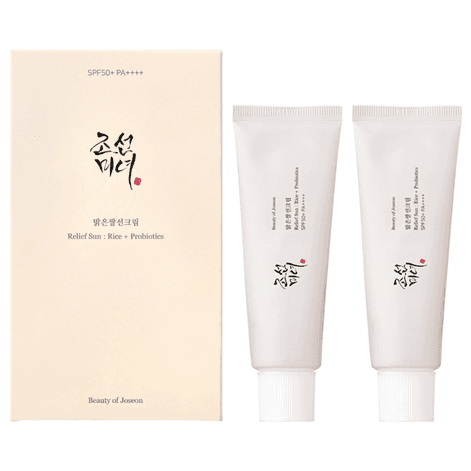 SPF50+ PA++++
조선
미녀
맑은쌀선크림
Relief Sun : Rice + Probiotics
Beauty of Joseon
Beauty of Joseon
맑은쌀선크림
Relief Sun : Rice + Probiotics
SPF50+ PA++++
조선
미녀
Beauty of Joseon
맑은쌀선크림
Relief Sun : Rice + Probiotics
SPF50+ PA++++
조선
미녀